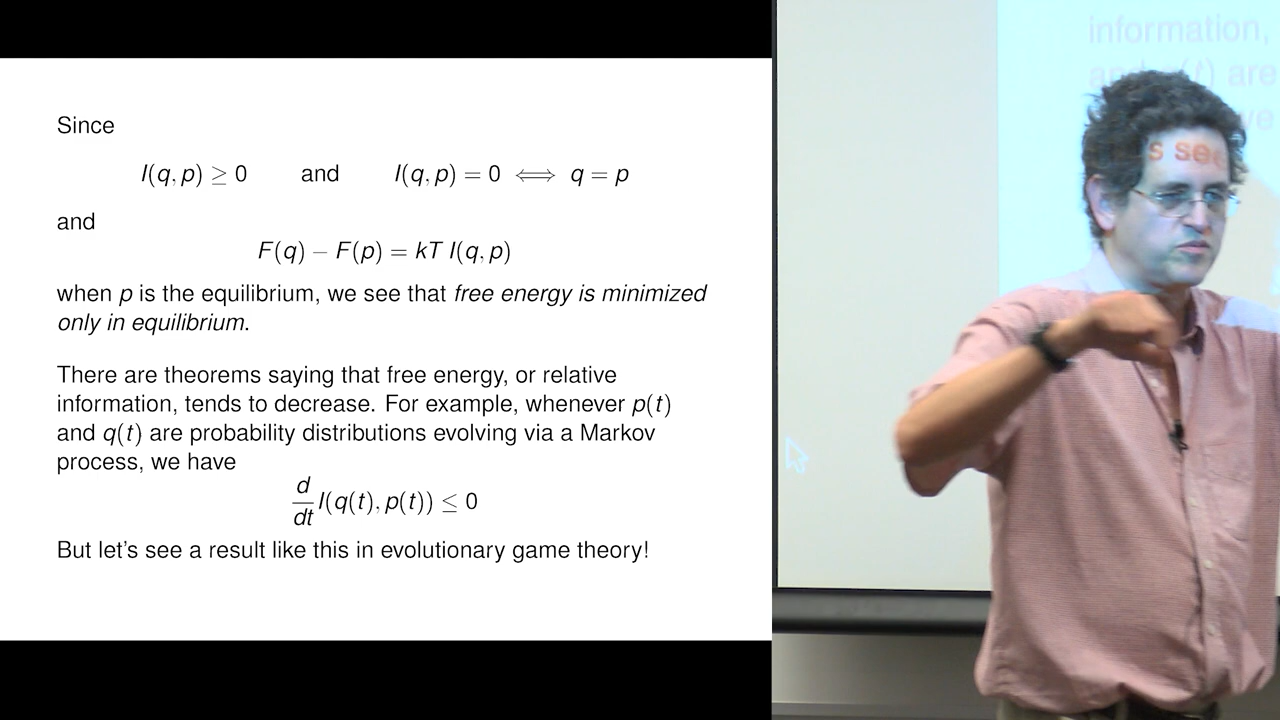 Since
I(q, p) ≥ 0 and I(q, p) = 0 ⟺ q = p
and
F(q) − F(p) = kT I(q, p)
when p is the equilibrium, we see that free energy is minimized
only in equilibrium.
There are theorems saying that free energy, or relative
information, tends to decrease. For example, whenever p(t)
and q(t) are probability distributions evolving via a Markov
process, we have
d/dt I(q(t), p(t)) ≤ 0
But let's see a result like this in evolutionary game theory!
information,
and q(t) are
s see